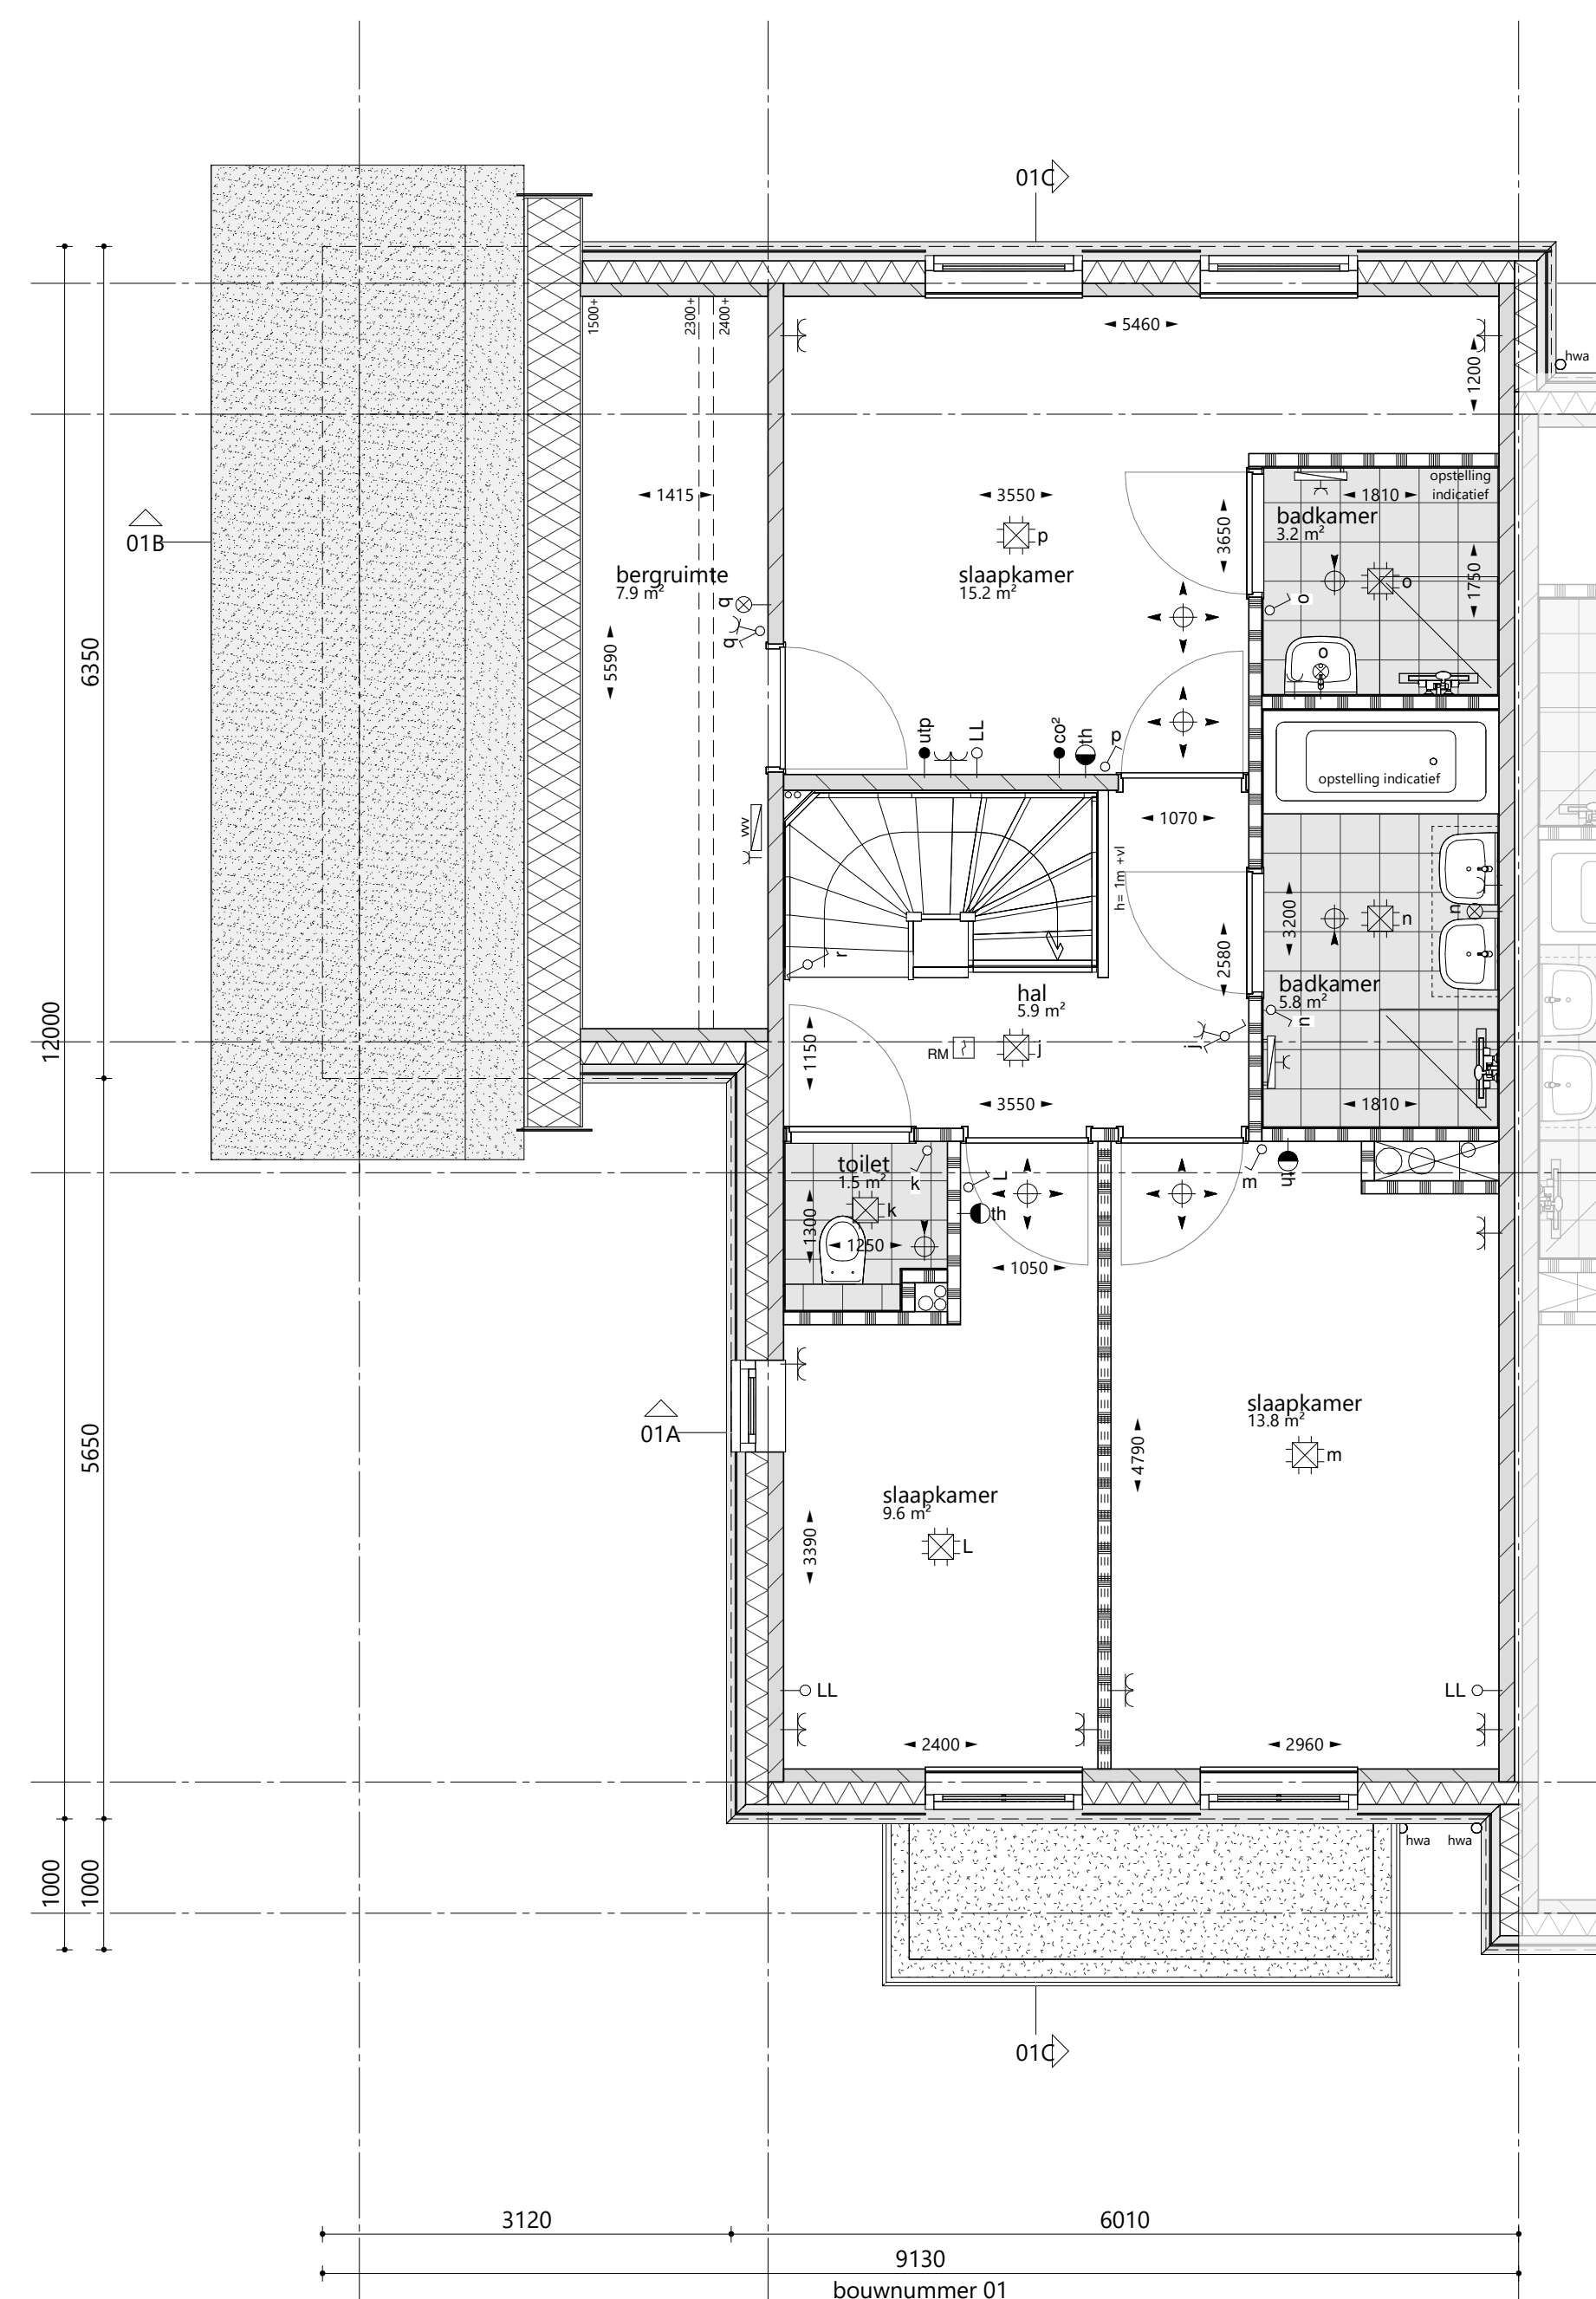 01C
1500+
2300+
2400+
5460
1200
hwa
1415
3550
1810
opstelling
indicatief
01B
badkamer
3.2 m²
p
3650
1750
o
bergruimte
7.9 m²
slaapkamer
15.2 m²
q
o
q
5590
6350
o
utp
LL
co²
th
p
opstelling indicatief
wv
1070
h= 1m +vl
n
n
3200
2580
r
hal
5.9 m²
badkamer
5.8 m²
n
12000
1150
RM
j
j
3550
1810
toilet
1.5 m²
k
k
L
th
m
th
1300
1250
1050
slaapkamer
13.8 m²
m
01A
5650
4790
slaapkamer
9.6 m²
L
3390
LL
LL
2400
2960
hwa
hwa
1000
1000
01C
3120
6010
9130
bouwnummer 01